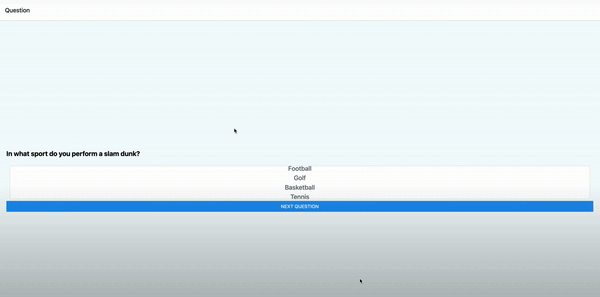 Question
In what sport do you perform a slam dunk?
Football
Golf
Basketball
Tennis
NEXT QUESTION